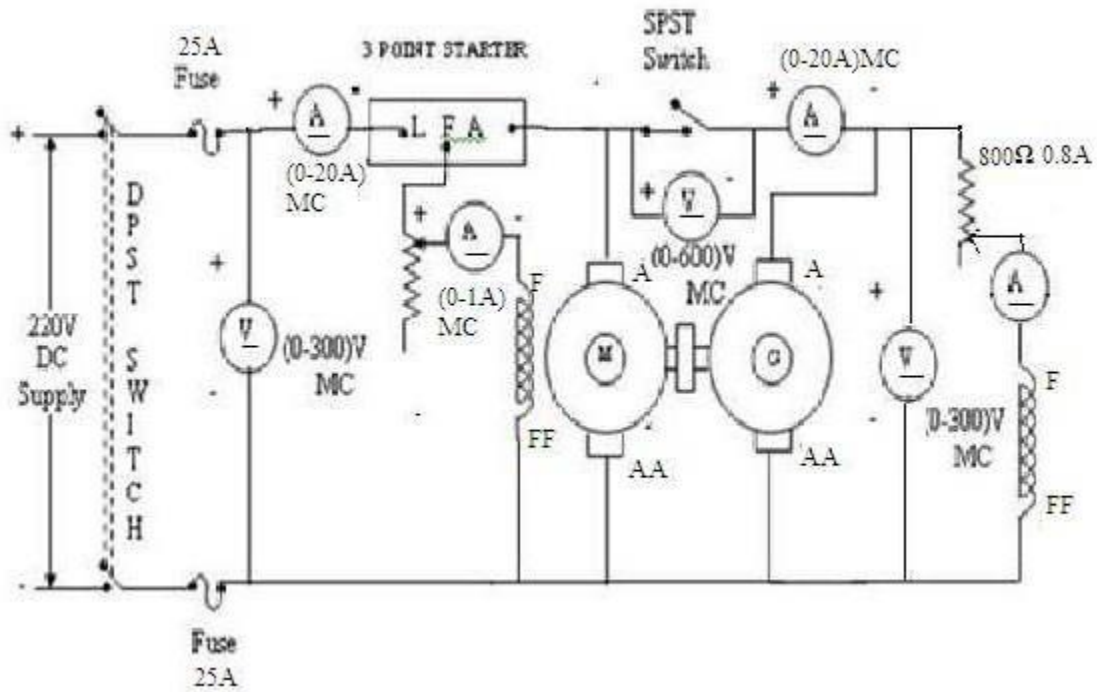 25A
Fuse
3 POINT STARTER
SPST
Switch
(0-20A)MC
+
-
A
L F A
+
-
A
(0-20A)
MC
+
-
800Ω 0.8A
+
D
P
S
T
S
W
I
T
C
H
+
-
V
(0-300)V
MC
+
-
A
(0-1A)
MC
+
-
V
(0-600)V
MC
F
FF
A
M
AA
A
G
AA
+
-
V
(0-300)V
MC
A
F
FF
220V
DC
Supply
-
Fuse
25A